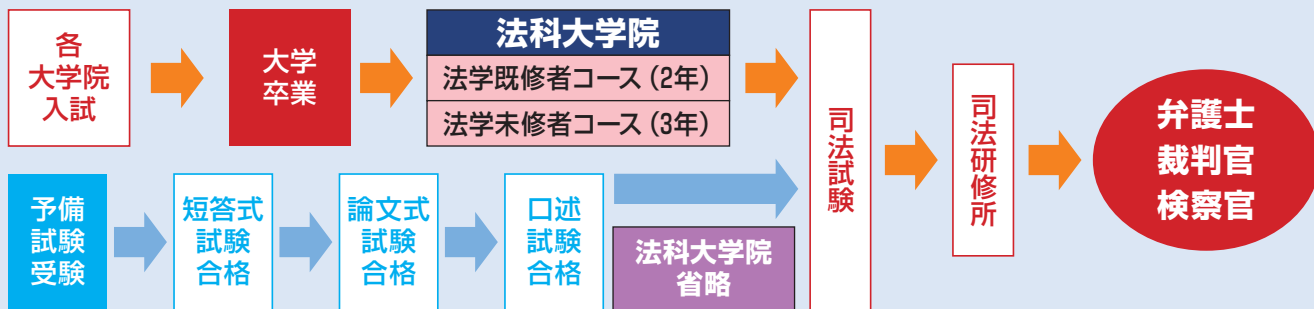 各
大学院
入試
大学
卒業
法科大学院
法学既修者コース（2年）
法学未修者コース（3年）
予備
試験
受験
短答式
試験
合格
論文式
試験
合格
口述
試験
合格
法科大学院
省略
司法試験
司法研修所
弁護士
裁判官
検察官